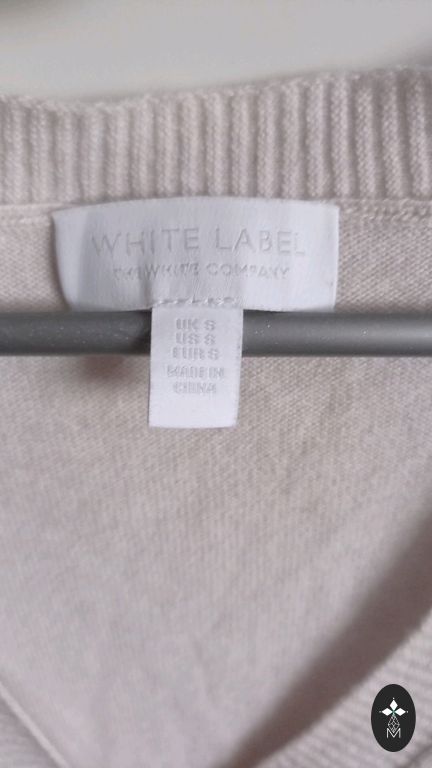 WHITE LABEL
THE WHITE COMPANY
UK S
US S
EUR S
MADE IN
CHINA
M